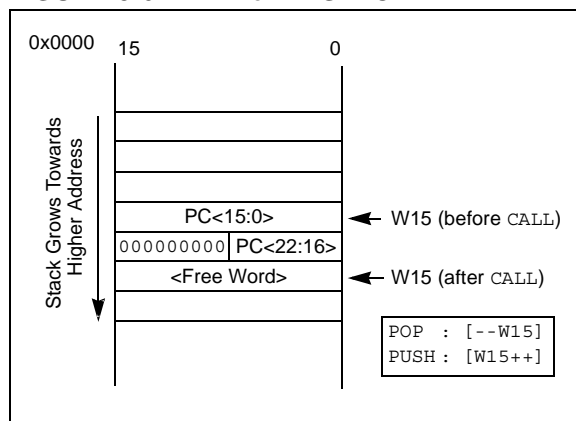 0x0000
15 0
Stack Grows Towards
Higher Address
PC<15:0>
W15 (before CALL)
000000000 PC<22:16>
<Free Word>
W15 (after CALL)
POP : [--W15]
PUSH : [W15++]